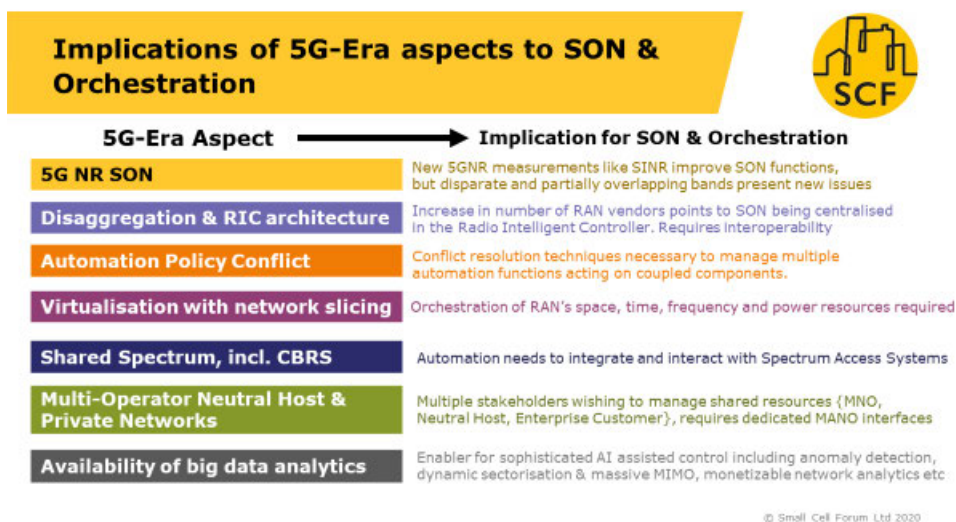 Implications of 5G-Era aspects to SON &
Orchestration
SCF
5G-Era Aspect
Implication for SON & Orchestration
5G NR SON
New 5GNR measurements like SINR improve SON functions,
but disparate and partially overlapping bands present new issues
Disaggregation & RIC architecture
Increase in number of RAN vendors points to SON being centralised
in the Radio Intelligent Controller. Requires interoperability
Automation Policy Conflict
Conflict resolution techniques necessary to manage multiple
automation functions acting on coupled components.
Virtualisation with network slicing
Orchestration of RAN's space, time, frequency and power resources required
Shared Spectrum, incl. CBRS
Automation needs to integrate and interact with Spectrum Access Systems
Multi-Operator Neutral Host &
Private Networks
Multiple stakeholders wishing to manage shared resources {MNO,
Neutral Host, Enterprise Customer}, requires dedicated MANO interfaces
Availability of big data analytics
Enabler for sophisticated AI assisted control including anomaly detection,
dynamic sectorisation & massive MIMO, monetizable network analytics etc
© Small Cell Forum Ltd 2020